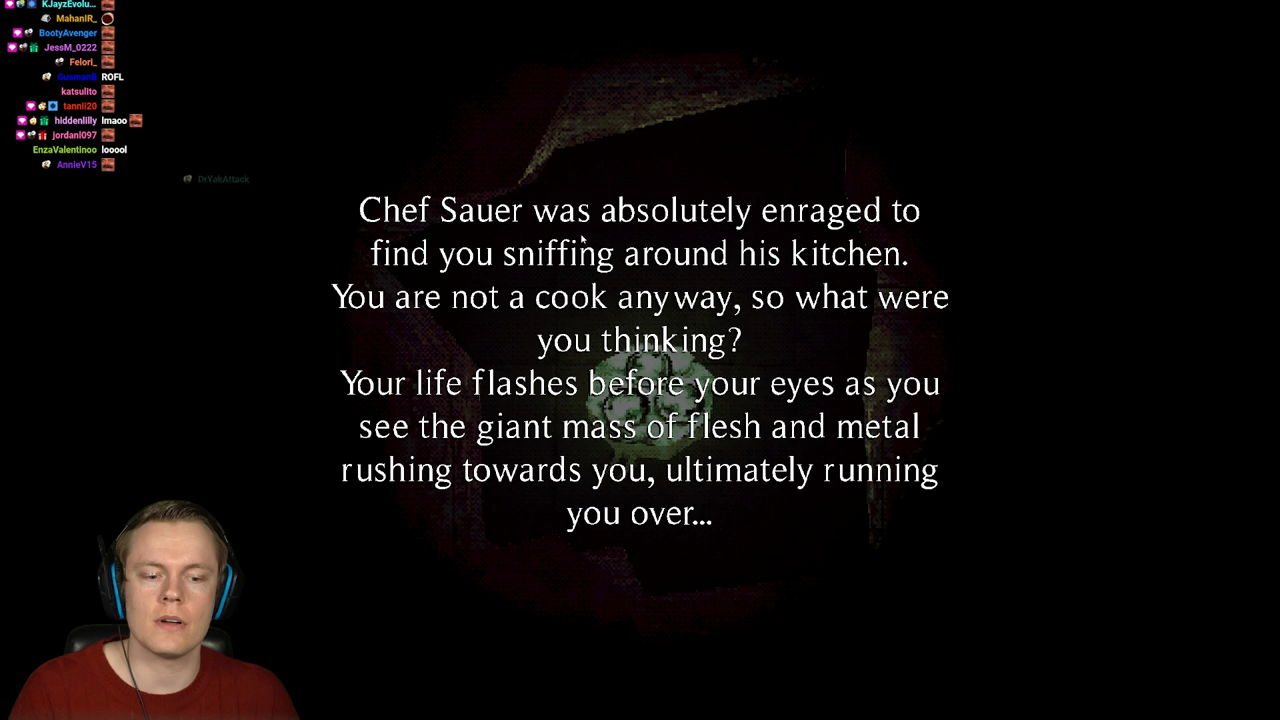 KJayzEvolu...
MahanIR_
BootyAvenger
JessM_0222
Felori_
GusmanB ROFL
katsulito
tannii20
hiddenlilly lmaoo
jordanl097
EnzaValentinoo looool
AnnieV15
DrYakAttack
Chef Sauer was absolutely enraged to
find you sniffing around his kitchen.
You are not a cook anyway, so what were
you thinking?
Your life flashes before your eyes as you
see the giant mass of flesh and metal
rushing towards you, ultimately running
you over...